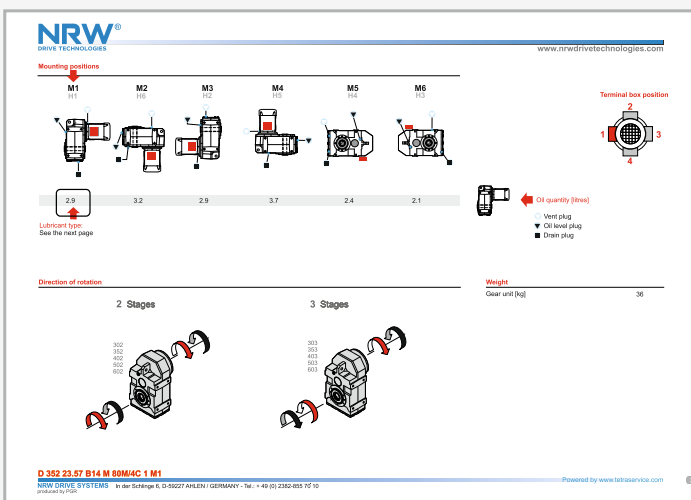 NRW®
DRIVE TECHNOLOGIES
www.nrwdrivetechnologies.com
Mounting positions
M1 M2 M3 M4 M5 M6
H1 H6 H2 H5 H4 H3
Terminal box position
2
1 3
4
2.9 3.2 2.9 3.7 2.4 2.1
Oil quantity [litres]
Vent plug
Oil level plug
Drain plug
Lubricant type:
See the next page
Direction of rotation
Weight
Gear unit [kg] 36
2 Stages 3 Stages
302 303
352 353
402 403
502 503
602 603
D 352 23.57 B14 M 80M/4C 1 M1
NRW DRIVE SYSTEMS In der Schlinge 6, D-59227 AHLEN / GERMANY - Tel.: + 49 (0) 2382-855 70 10
produced by PGR
Powered by www.tetraservice.com